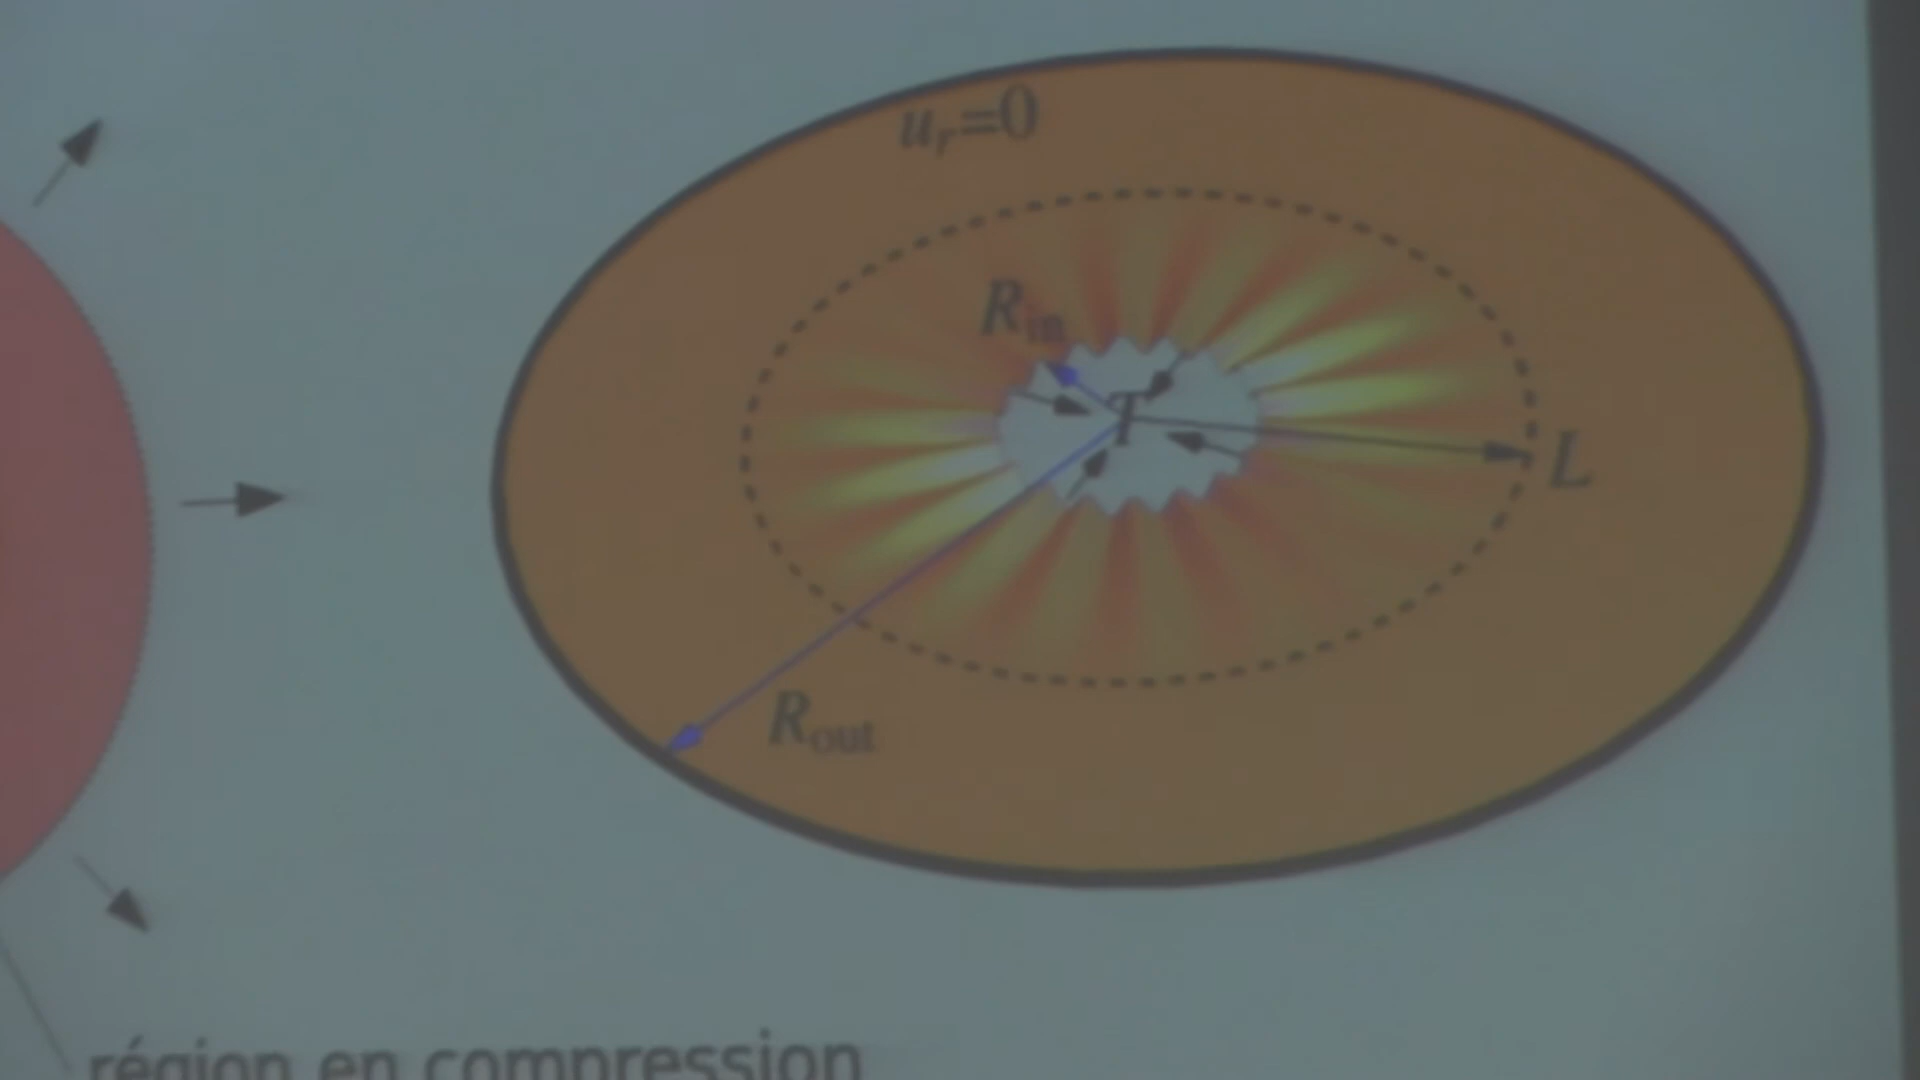 u_r=0
R_in
T
L
R_out
région en compression